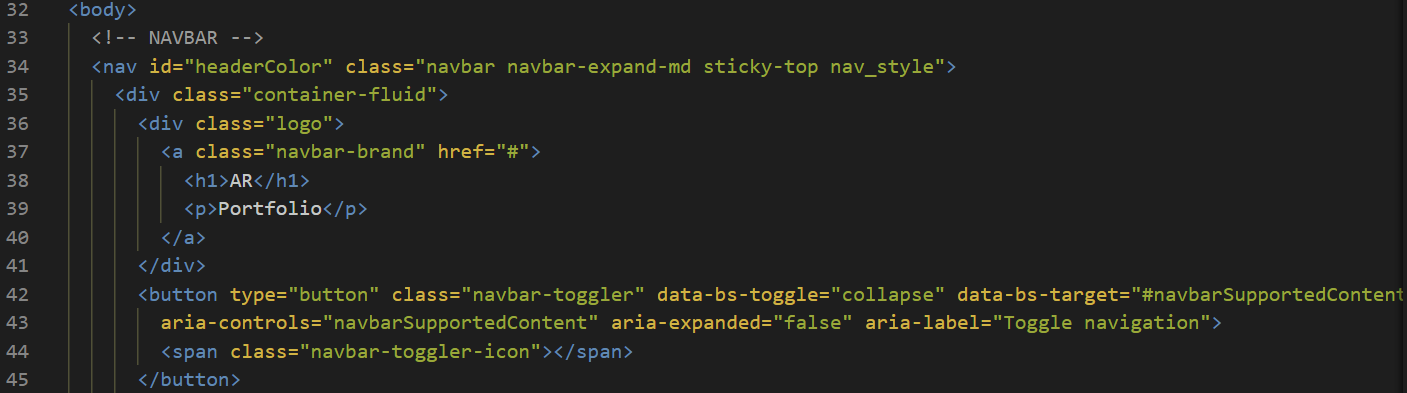 32 <body>
33 <!-- NAVBAR -->
34 <nav id="headerColor" class="navbar navbar-expand-md sticky-top nav_style">
35 <div class="container-fluid">
36 <div class="logo">
37 <a class="navbar-brand" href="#">
38 <h1>AR</h1>
39 <p>Portfolio</p>
40 </a>
41 </div>
42 <button type="button" class="navbar-toggler" data-bs-toggle="collapse" data-bs-target="#navbarSupportedContent
43 aria-controls="navbarSupportedContent" aria-expanded="false" aria-label="Toggle navigation">
44 <span class="navbar-toggler-icon"></span>
45 </button>